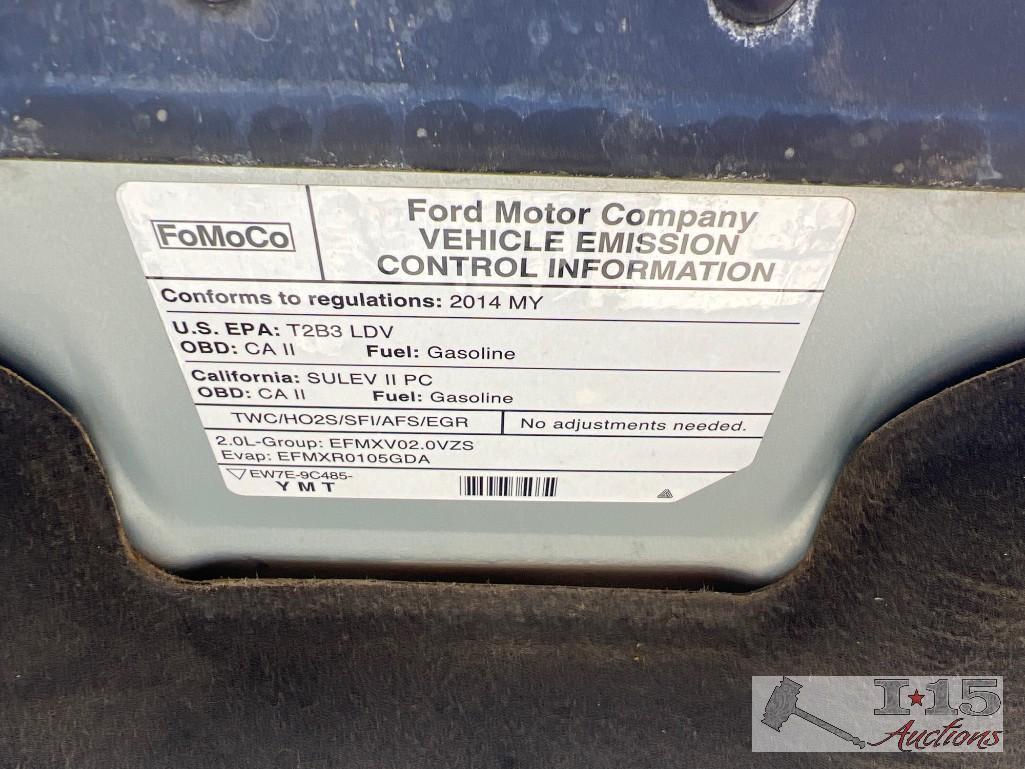 FoMoCo
Ford Motor Company
VEHICLE EMISSION
CONTROL INFORMATION
Conforms to regulations: 2014 MY
U.S. EPA: T2B3 LDV
OBD: CA II Fuel: Gasoline
California: SULEV II PC
OBD: CA II Fuel: Gasoline
TWC/HO2S/SFI/AFS/EGR
No adjustments needed.
2.0L-Group: EFMXV02.0VZS
Evap: EFMXR0105GDA
EW7E-9C485-
Y M T
I★15
Auctions